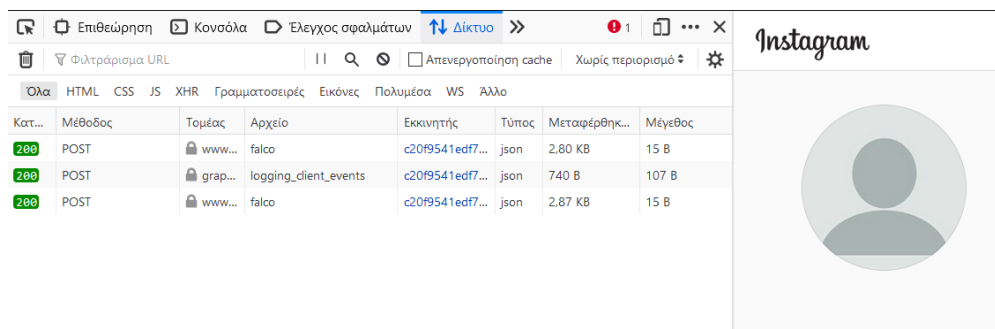 Επιθεώρηση Κονσόλα Έλεγχος σφαλμάτων Δίκτυο 1
Instagram
Φιλτράρισμα URL Απενεργοποίηση cache Χωρίς περιορισμό
Όλα HTML CSS JS XHR Γραμματοσειρές Εικόνες Πολυμέσα WS Άλλο
Κατ... Μέθοδος Τομέας Αρχείο Εκκινητής Τύπος Μεταφέρθηκ... Μέγεθος
200 POST www... falco c20f9541edf7... json 2,80 KB 15 B
200 POST grap... logging_client_events c20f9541edf7... json 740 B 107 B
200 POST www... falco c20f9541edf7... json 2,87 KB 15 B